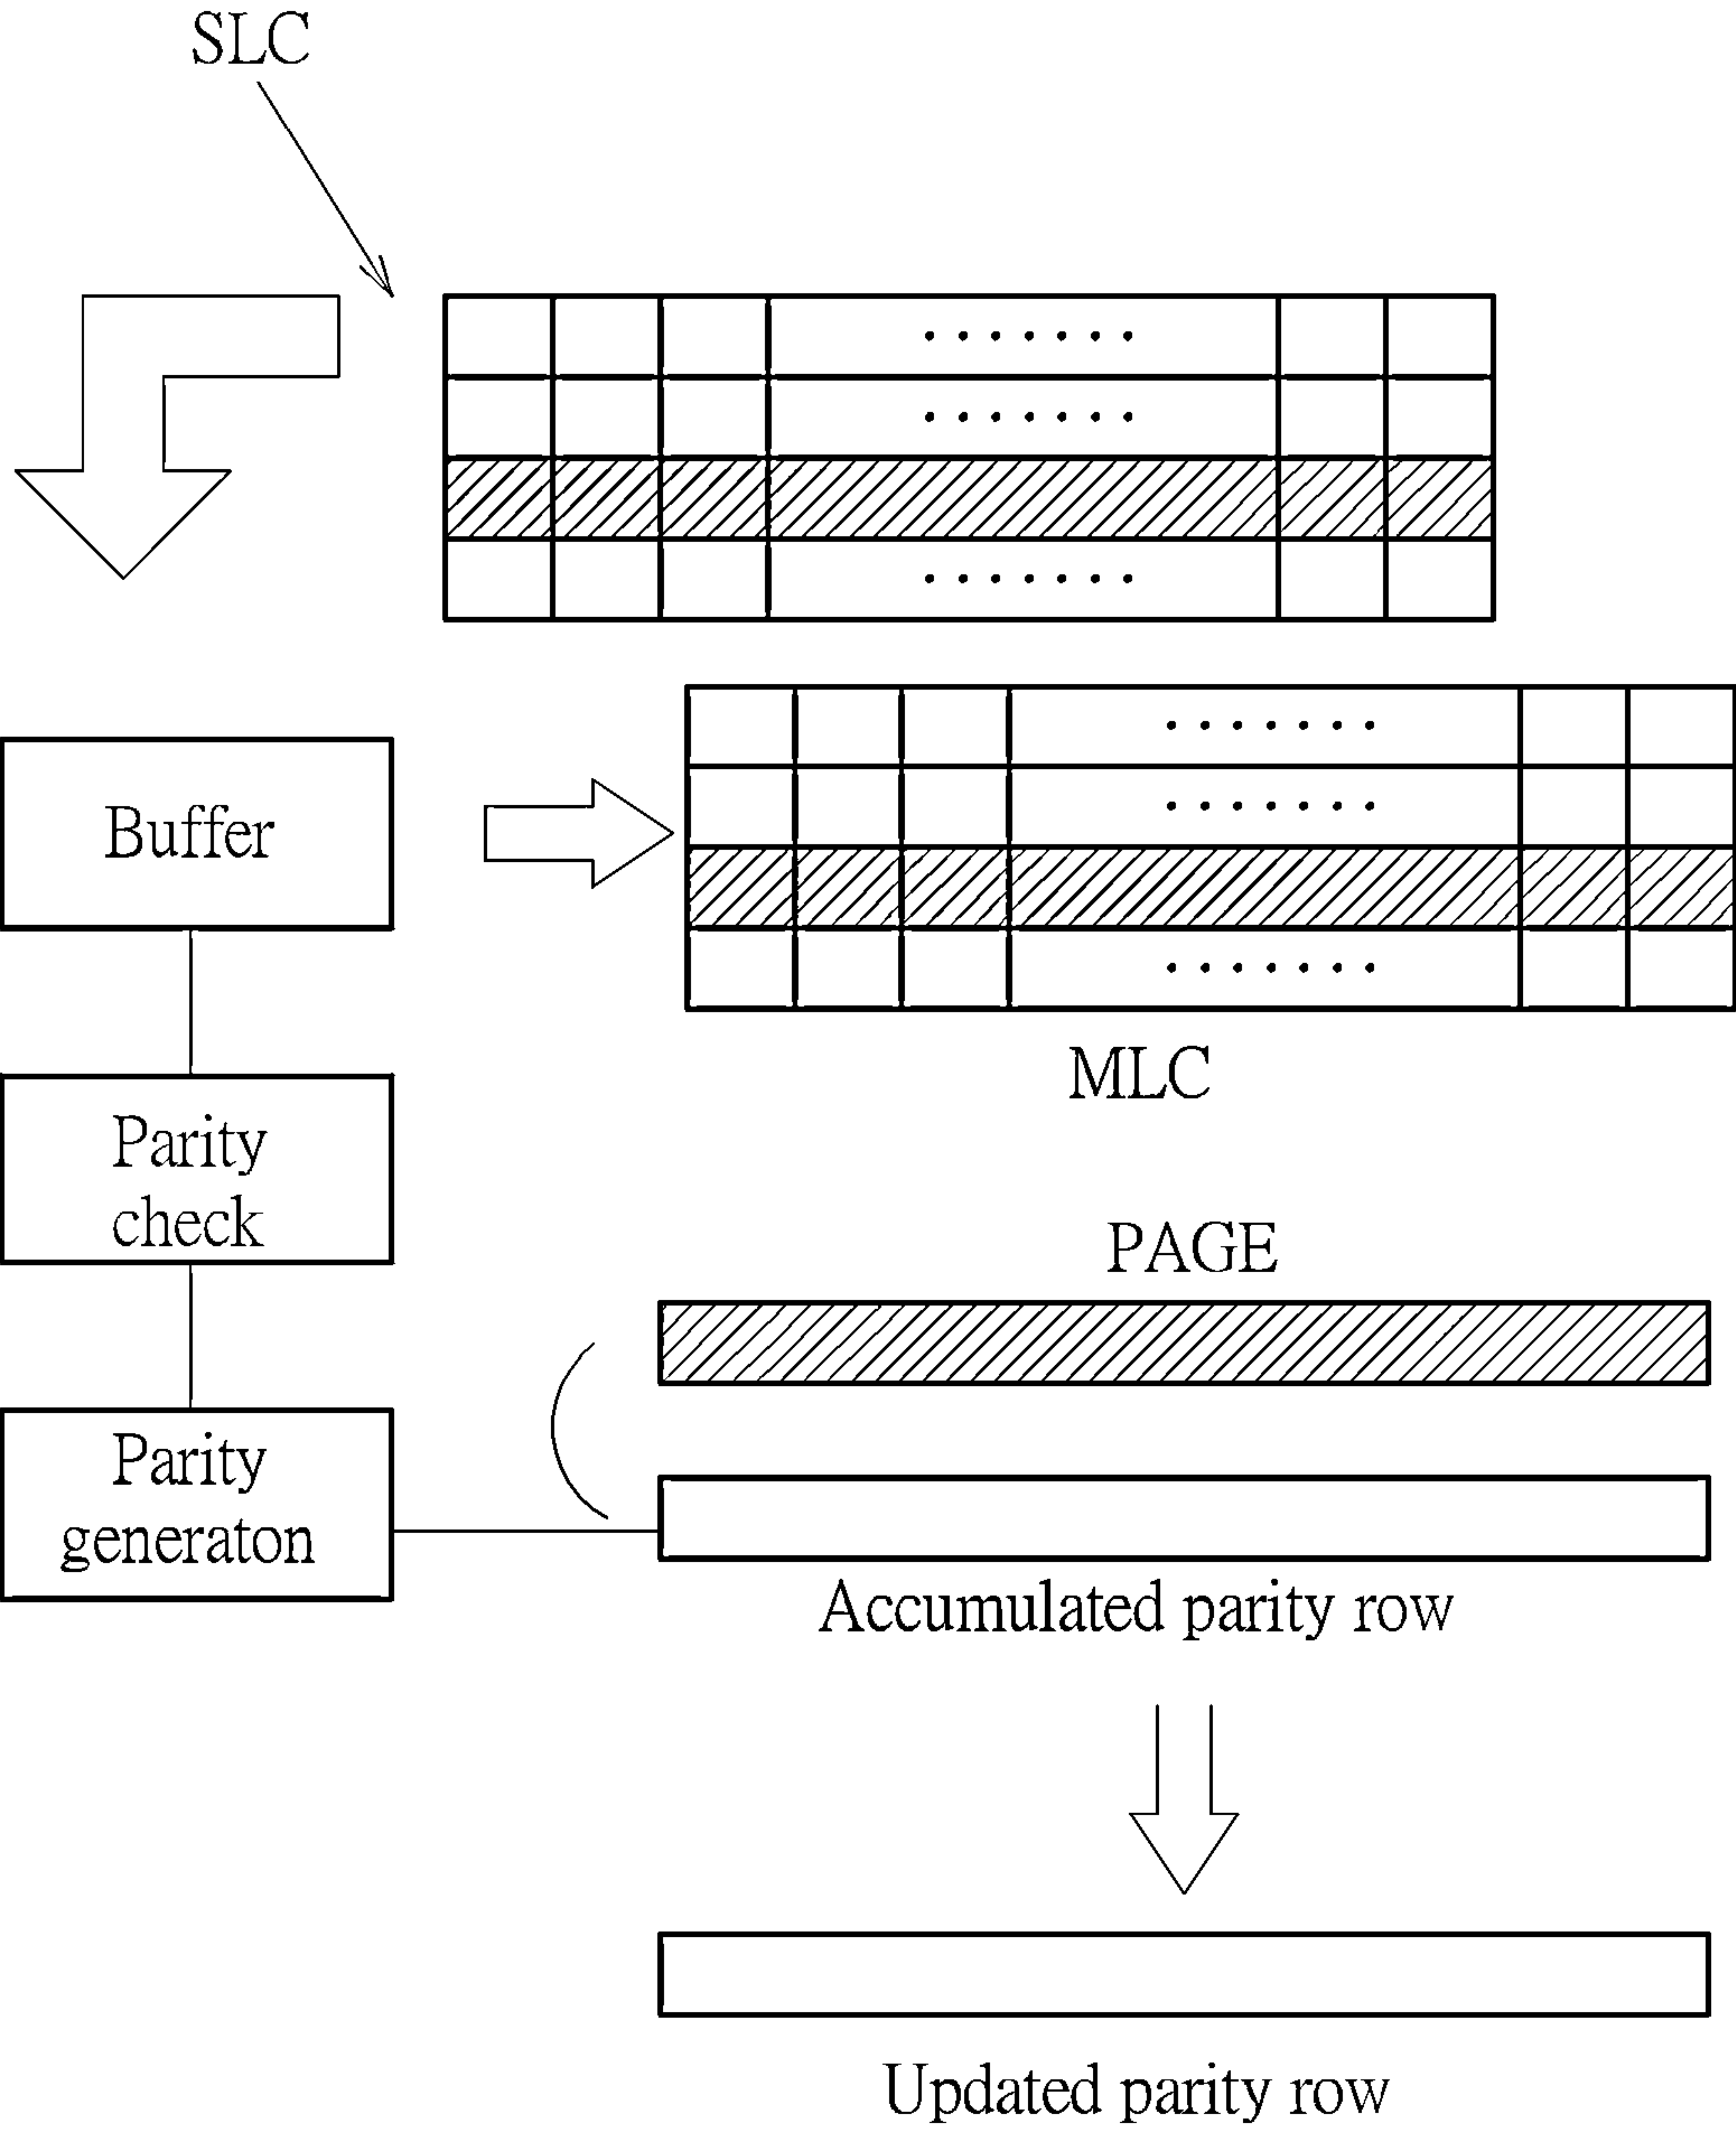 SLC
Buffer
MLC
Parity
check
PAGE
Parity
generaton
Accumulated parity row
Updated parity row